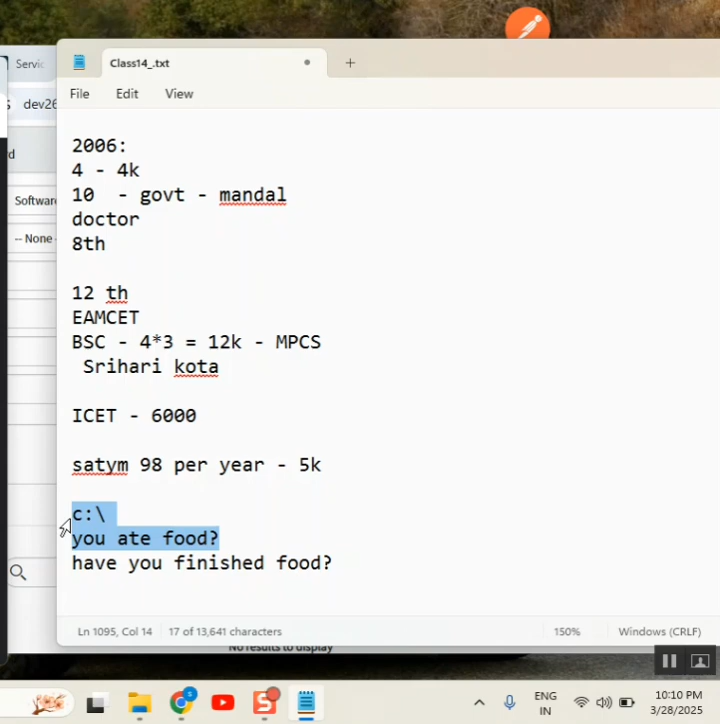 Servic
Class14_.txt
dev26
File Edit View
rd
Software
-- None -
2006:
4 - 4k
10 - govt - mandal
doctor
8th
12 th
EAMCET
BSC - 4*3 = 12k - MPCS
Srihari kota
ICET - 6000
satym 98 per year - 5k
c:\
you ate food?
have you finished food?
Ln 1095, Col 14 17 of 13,641 characters 150% Windows (CRLF)
No results to display
ENG
IN
10:10 PM
3/28/2025